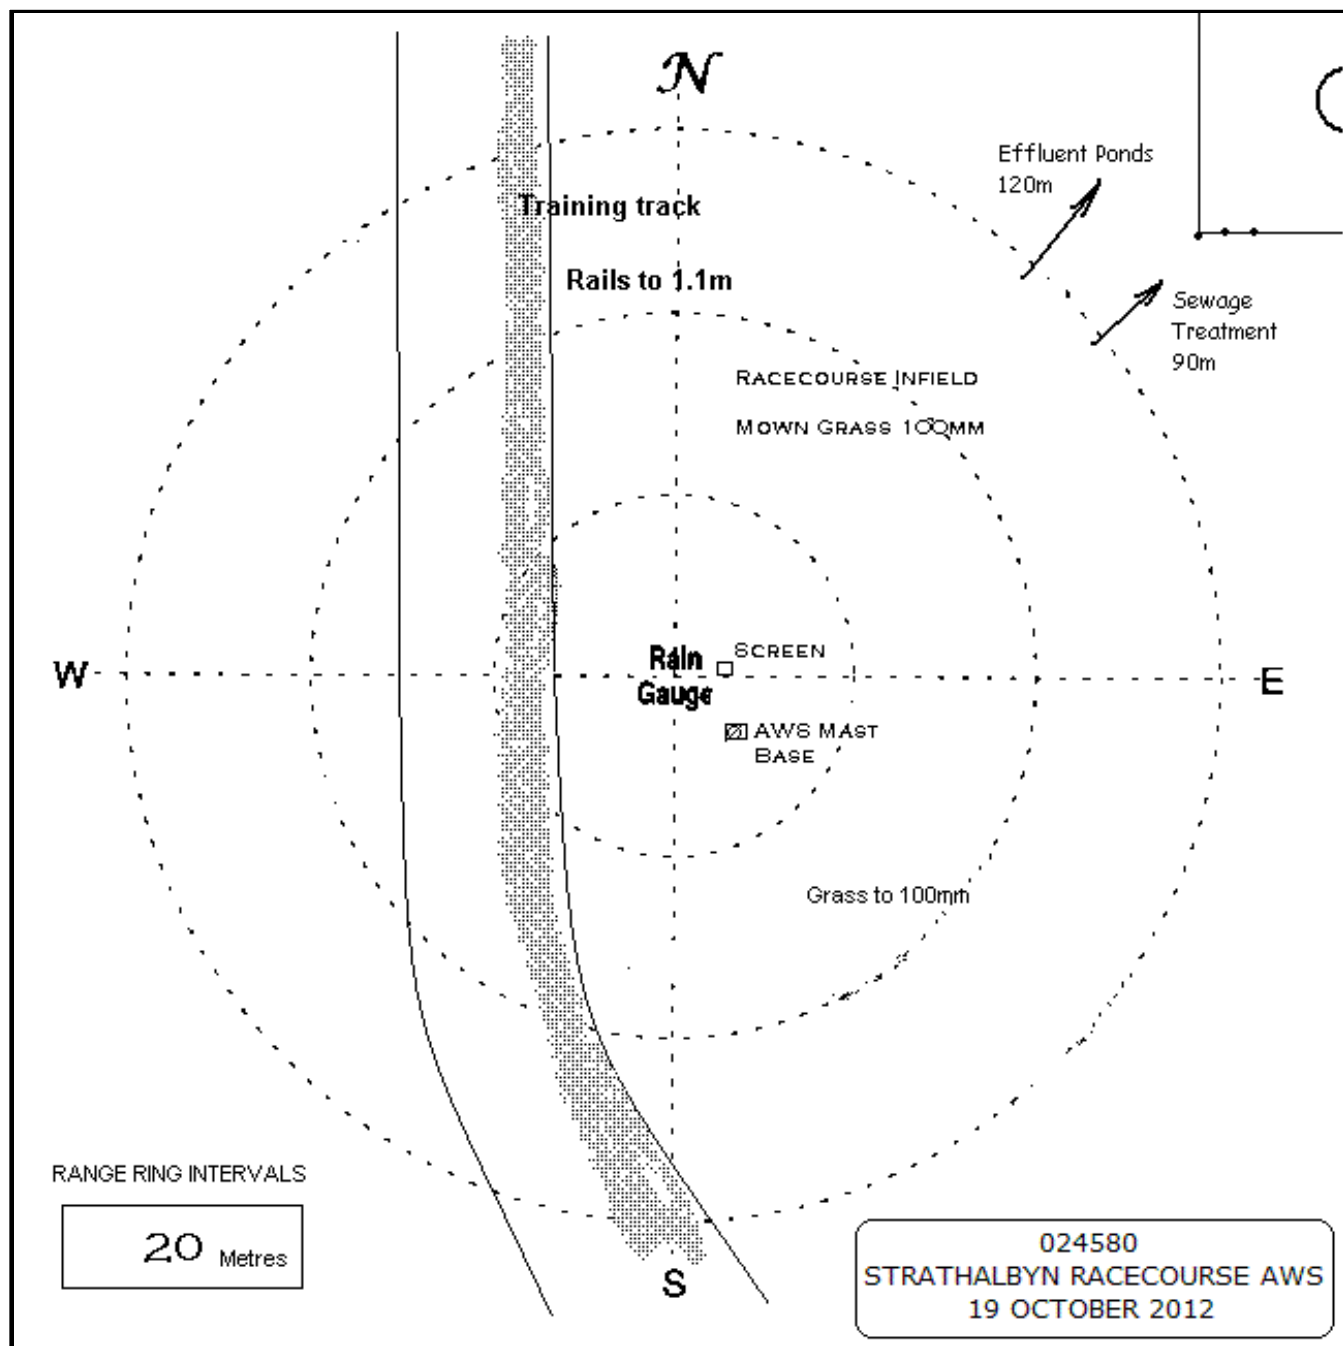 N
Effluent Ponds
120m
Training track
Rails to 1.1m
Sewage
Treatment
90m
RACECOURSE INFIELD
MOWN GRASS 100MM
W
Rain
Gauge
SCREEN
E
AWS MAST
BASE
Grass to 100mm
RANGE RING INTERVALS
20 Metres
S
024580
STRATHALBYN RACECOURSE AWS
19 OCTOBER 2012